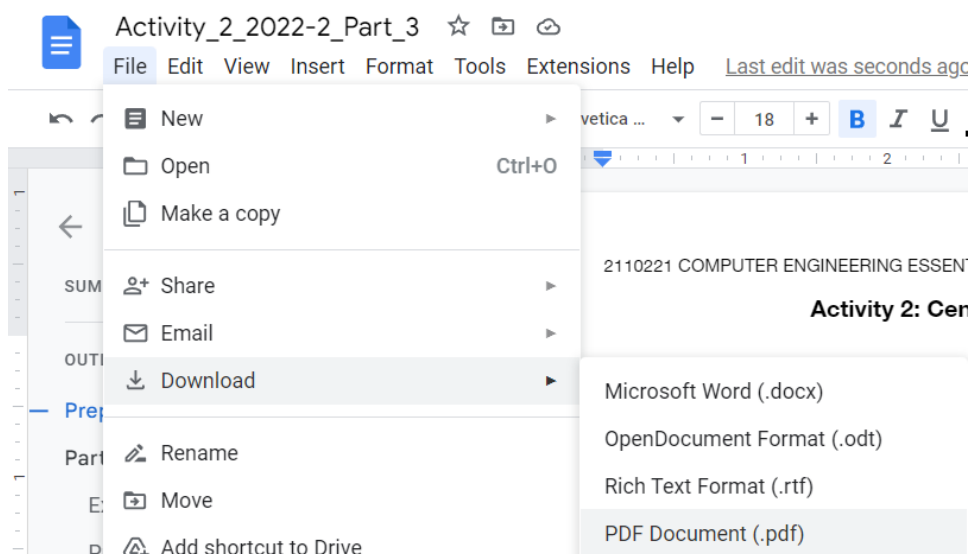 Activity_2_2022-2_Part_3
File Edit View Insert Format Tools Extensions Help Last edit was seconds ago
New
vetica ... 18 B I U
Open Ctrl+O
1 2
Make a copy
2110221 COMPUTER ENGINEERING ESSENT
SUM
Share
Activity 2: Cen
Email
OUTL
Download
Microsoft Word (.docx)
Prep
OpenDocument Format (.odt)
Part
Rename
Rich Text Format (.rtf)
Move
PDF Document (.pdf)
Add shortcut to Drive